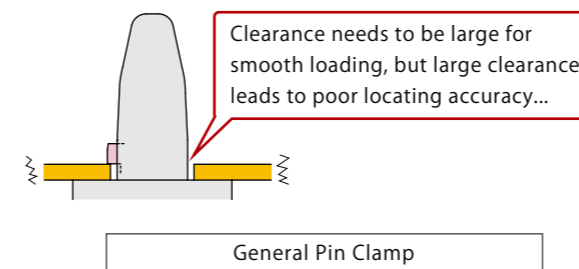 Clearance needs to be large for
smooth loading, but large clearance
leads to poor locating accuracy...
General Pin Clamp